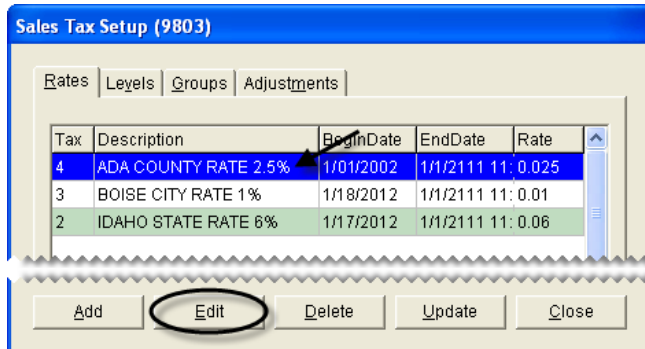 Sales Tax Setup (9803)
Rates Levels Groups Adjustments
Tax Description BeginDate EndDate Rate
4 ADA COUNTY RATE 2.5% 1/01/2002 1/1/2111 11: 0.025
3 BOISE CITY RATE 1% 1/18/2012 1/1/2111 11: 0.01
2 IDAHO STATE RATE 6% 1/17/2012 1/1/2111 11: 0.06
Add Edit Delete Update Close